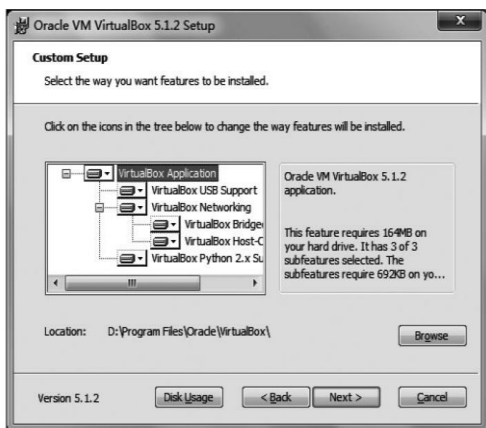 Oracle VM VirtualBox 5.1.2 Setup
Custom Setup
Select the way you want features to be installed.
Click on the icons in the tree below to change the way features will be installed.
VirtualBox Application
VirtualBox USB Support
VirtualBox Networking
VirtualBox Bridge
VirtualBox Host-C
VirtualBox Python 2.x Su
Oracle VM VirtualBox 5.1.2
application.
This feature requires 164MB on
your hard drive. It has 3 of 3
subfeatures selected. The
subfeatures require 692KB on yo...
Location: D:\Program Files\Oracle\VirtualBox\
Browse
Version 5.1.2
Disk Usage
< Back
Next >
Cancel